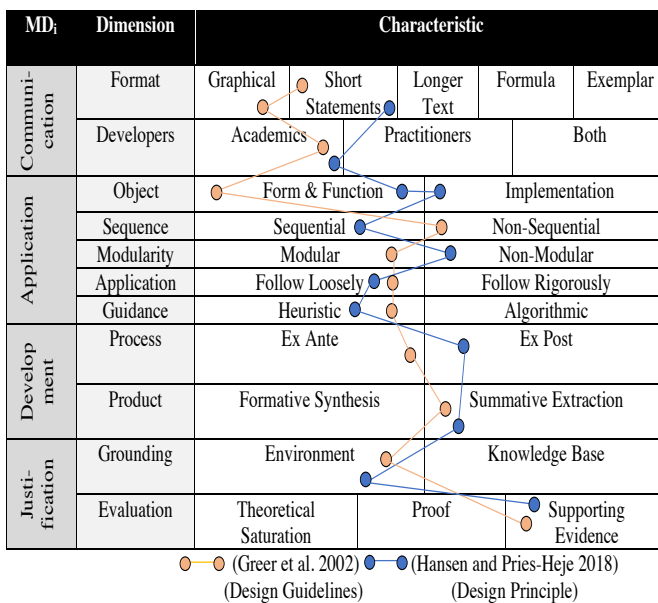 MDi Dimension Characteristic
Communi-
cation
Format Graphical Short
Statements Longer
Text Formula Exemplar
Developers Academics Practitioners Both
Application
Object Form & Function Implementation
Sequence Sequential Non-Sequential
Modularity Modular Non-Modular
Application Follow Loosely Follow Rigorously
Guidance Heuristic Algorithmic
Develop
ment
Process Ex Ante Ex Post
Product Formative Synthesis Summative Extraction
Justi-
fication
Grounding Environment Knowledge Base
Evaluation Theoretical
Saturation Proof Supporting
Evidence
(Greer et al. 2002) (Hansen and Pries-Heje 2018)
(Design Guidelines) (Design Principle)